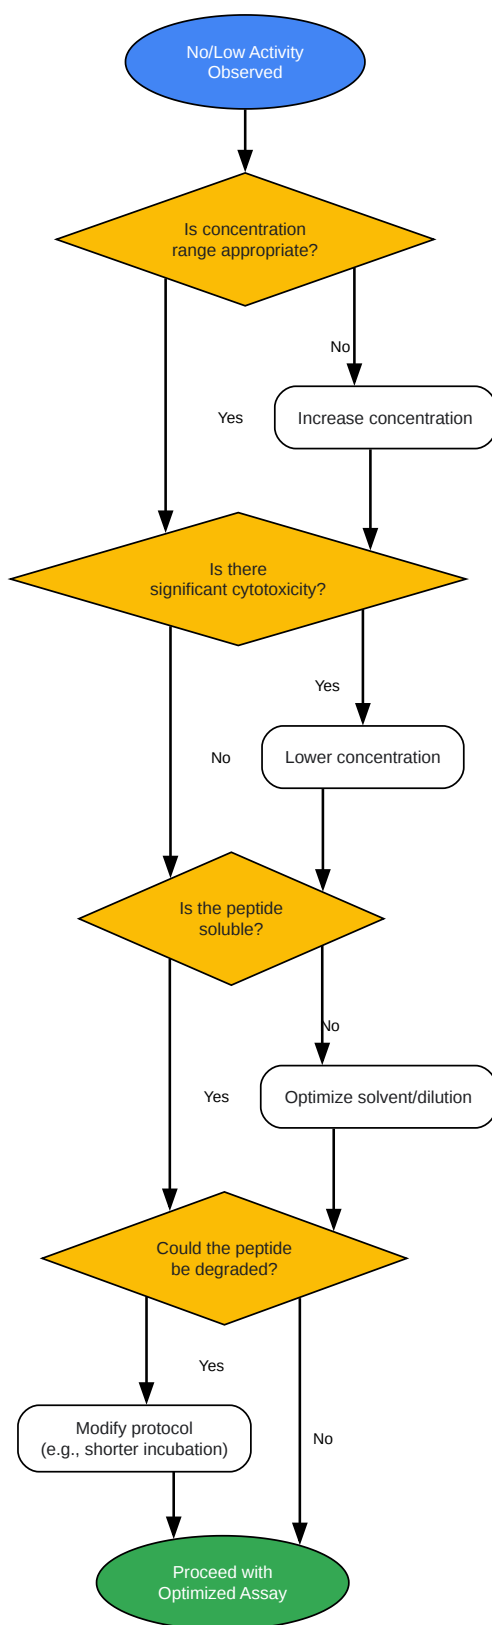 No/Low Activity
Observed
Is concentration
range appropriate?
No
Yes
Increase concentration
Is there
significant cytotoxicity?
Yes
No
Lower concentration
Is the peptide
soluble?
No
Yes
Optimize solvent/dilution
Could the peptide
be degraded?
Yes
Modify protocol
(e.g., shorter incubation)
No
Proceed with
Optimized Assay